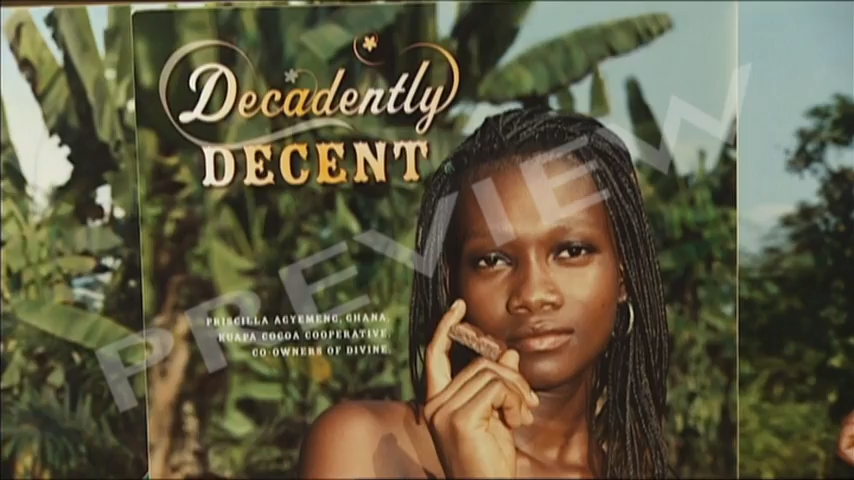 Decadently
DECENT
PRISCILLA AGYEMENG, GHANA.
KUAPA COCOA COOPERATIVE.
CO-OWNERS OF DIVINE.
PREVIEW